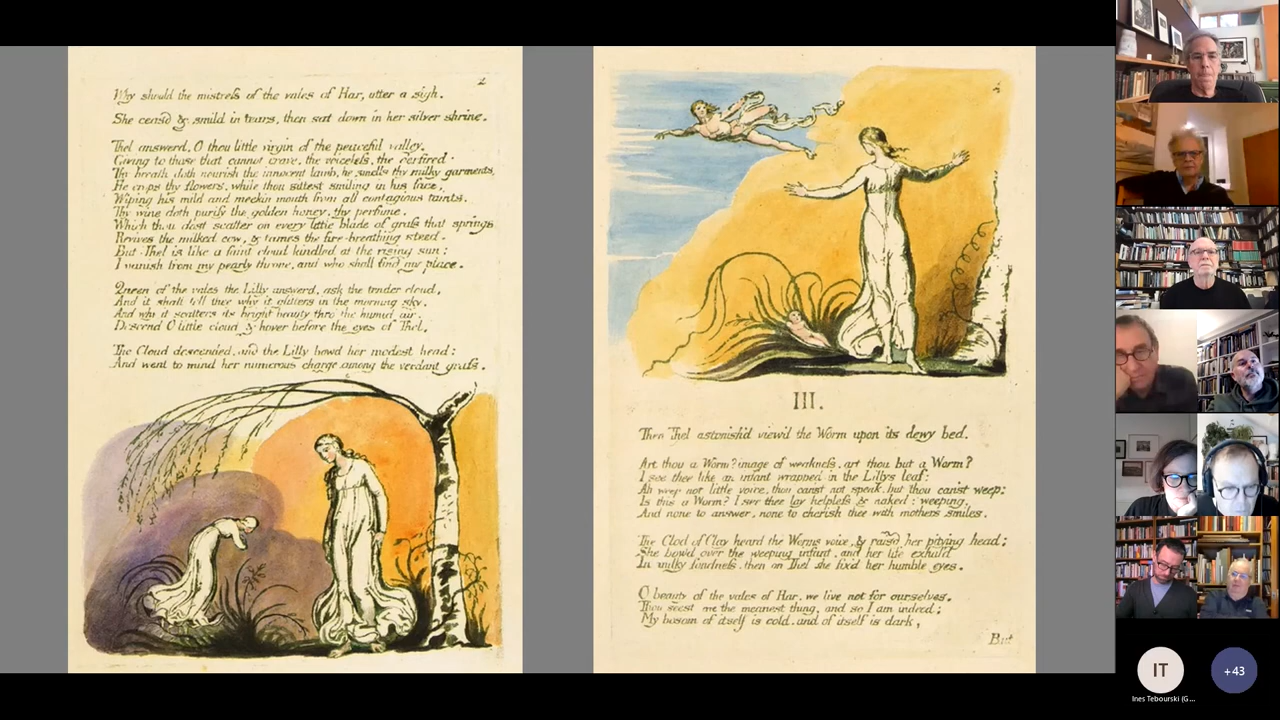 2
Why should the mistress of the vales of Har, utter a sigh.
She ceasd & smild in tears, then sat down in her silver shrine.
Thel answerd, O thou little virgin of the peaceful valley.
Giving to those that cannot crave, the voiceless, the o'ertired.
Thy breath doth nourish the innocent lamb, he smells thy milky garments,
He crops thy flowers, while thou sittest smiling in his face,
Wiping his mild and meekin mouth from all contagious taints.
Thy wine doth purify the golden honey, thy perfume,
Which thou dost scatter on every little blade of grass that springs
Revives the milked cow, & tames the fire-breathing steed.
But Thel is like a faint cloud kindled at the rising sun:
I vanish from my pearly throne, and who shall find my place.
Queen of the vales the Lilly answerd, ask the tender cloud,
And it shall tell thee why it glitters in the morning sky,
And why it scatters its bright beauty thro' the humid air.
Descend O little cloud & hover before the eyes of Thel.
The Cloud descended, and the Lilly bowd her modest head:
And went to mind her numerous charge among the verdant grass.
4
III.
Then Thel astonish'd view'd the Worm upon its dewy bed.
Art thou a Worm? image of weakness. art thou but a Worm?
I see thee like an infant wrapped in the Lilly's leaf:
Ah weep not little voice, thou canst not speak, but thou canst weep:
Is this a Worm? I see thee lay helpless & naked: weeping,
And none to answer, none to cherish thee with mothers smiles.
The Clod of Clay heard the Worms voice, & raisd her pitying head;
She bowd over the weeping infant, and her life exhald
In milky fondness, then on Thel she fix'd her humble eyes.
O beauty of the vales of Har, we live not for ourselves,
Thou seest me the meanest thing, and so I am indeed;
My bosom of itself is cold, and of itself is dark,
But
IT
+43
Ines Tebourski (G...